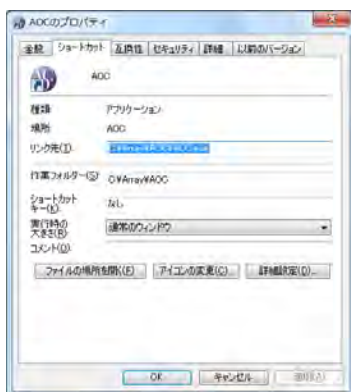 AOCのプロパティ
全般 ショートカット 互換性 セキュリティ 詳細 以前のバージョン
AOC
種類 アプリケーション
場所 AOC
リンク先(T):
作業フォルダー(S): C:¥Array¥AOC
ショートカットキー(K): なし
実行時の大きさ(R): 通常のウィンドウ
コメント(O):
ファイルの場所を開く(F) アイコンの変更(C)... 詳細設定(D)...
OK キャンセル 適用(A)